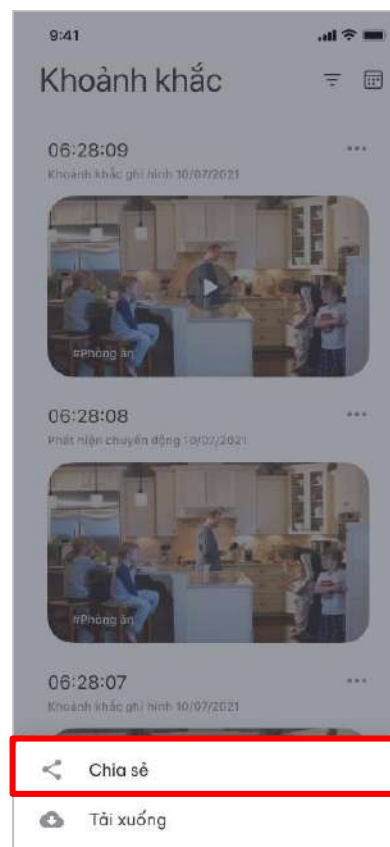 9:41
Khoảnh khắc
06:28:09
Khoảnh khắc ghi hình 10/07/2021
#Phòng ăn
06:28:08
Phát hiện chuyển động 10/07/2021
#Phòng ăn
06:28:07
Khoảnh khắc ghi hình 10/07/2021
Chia sẻ
Tải xuống